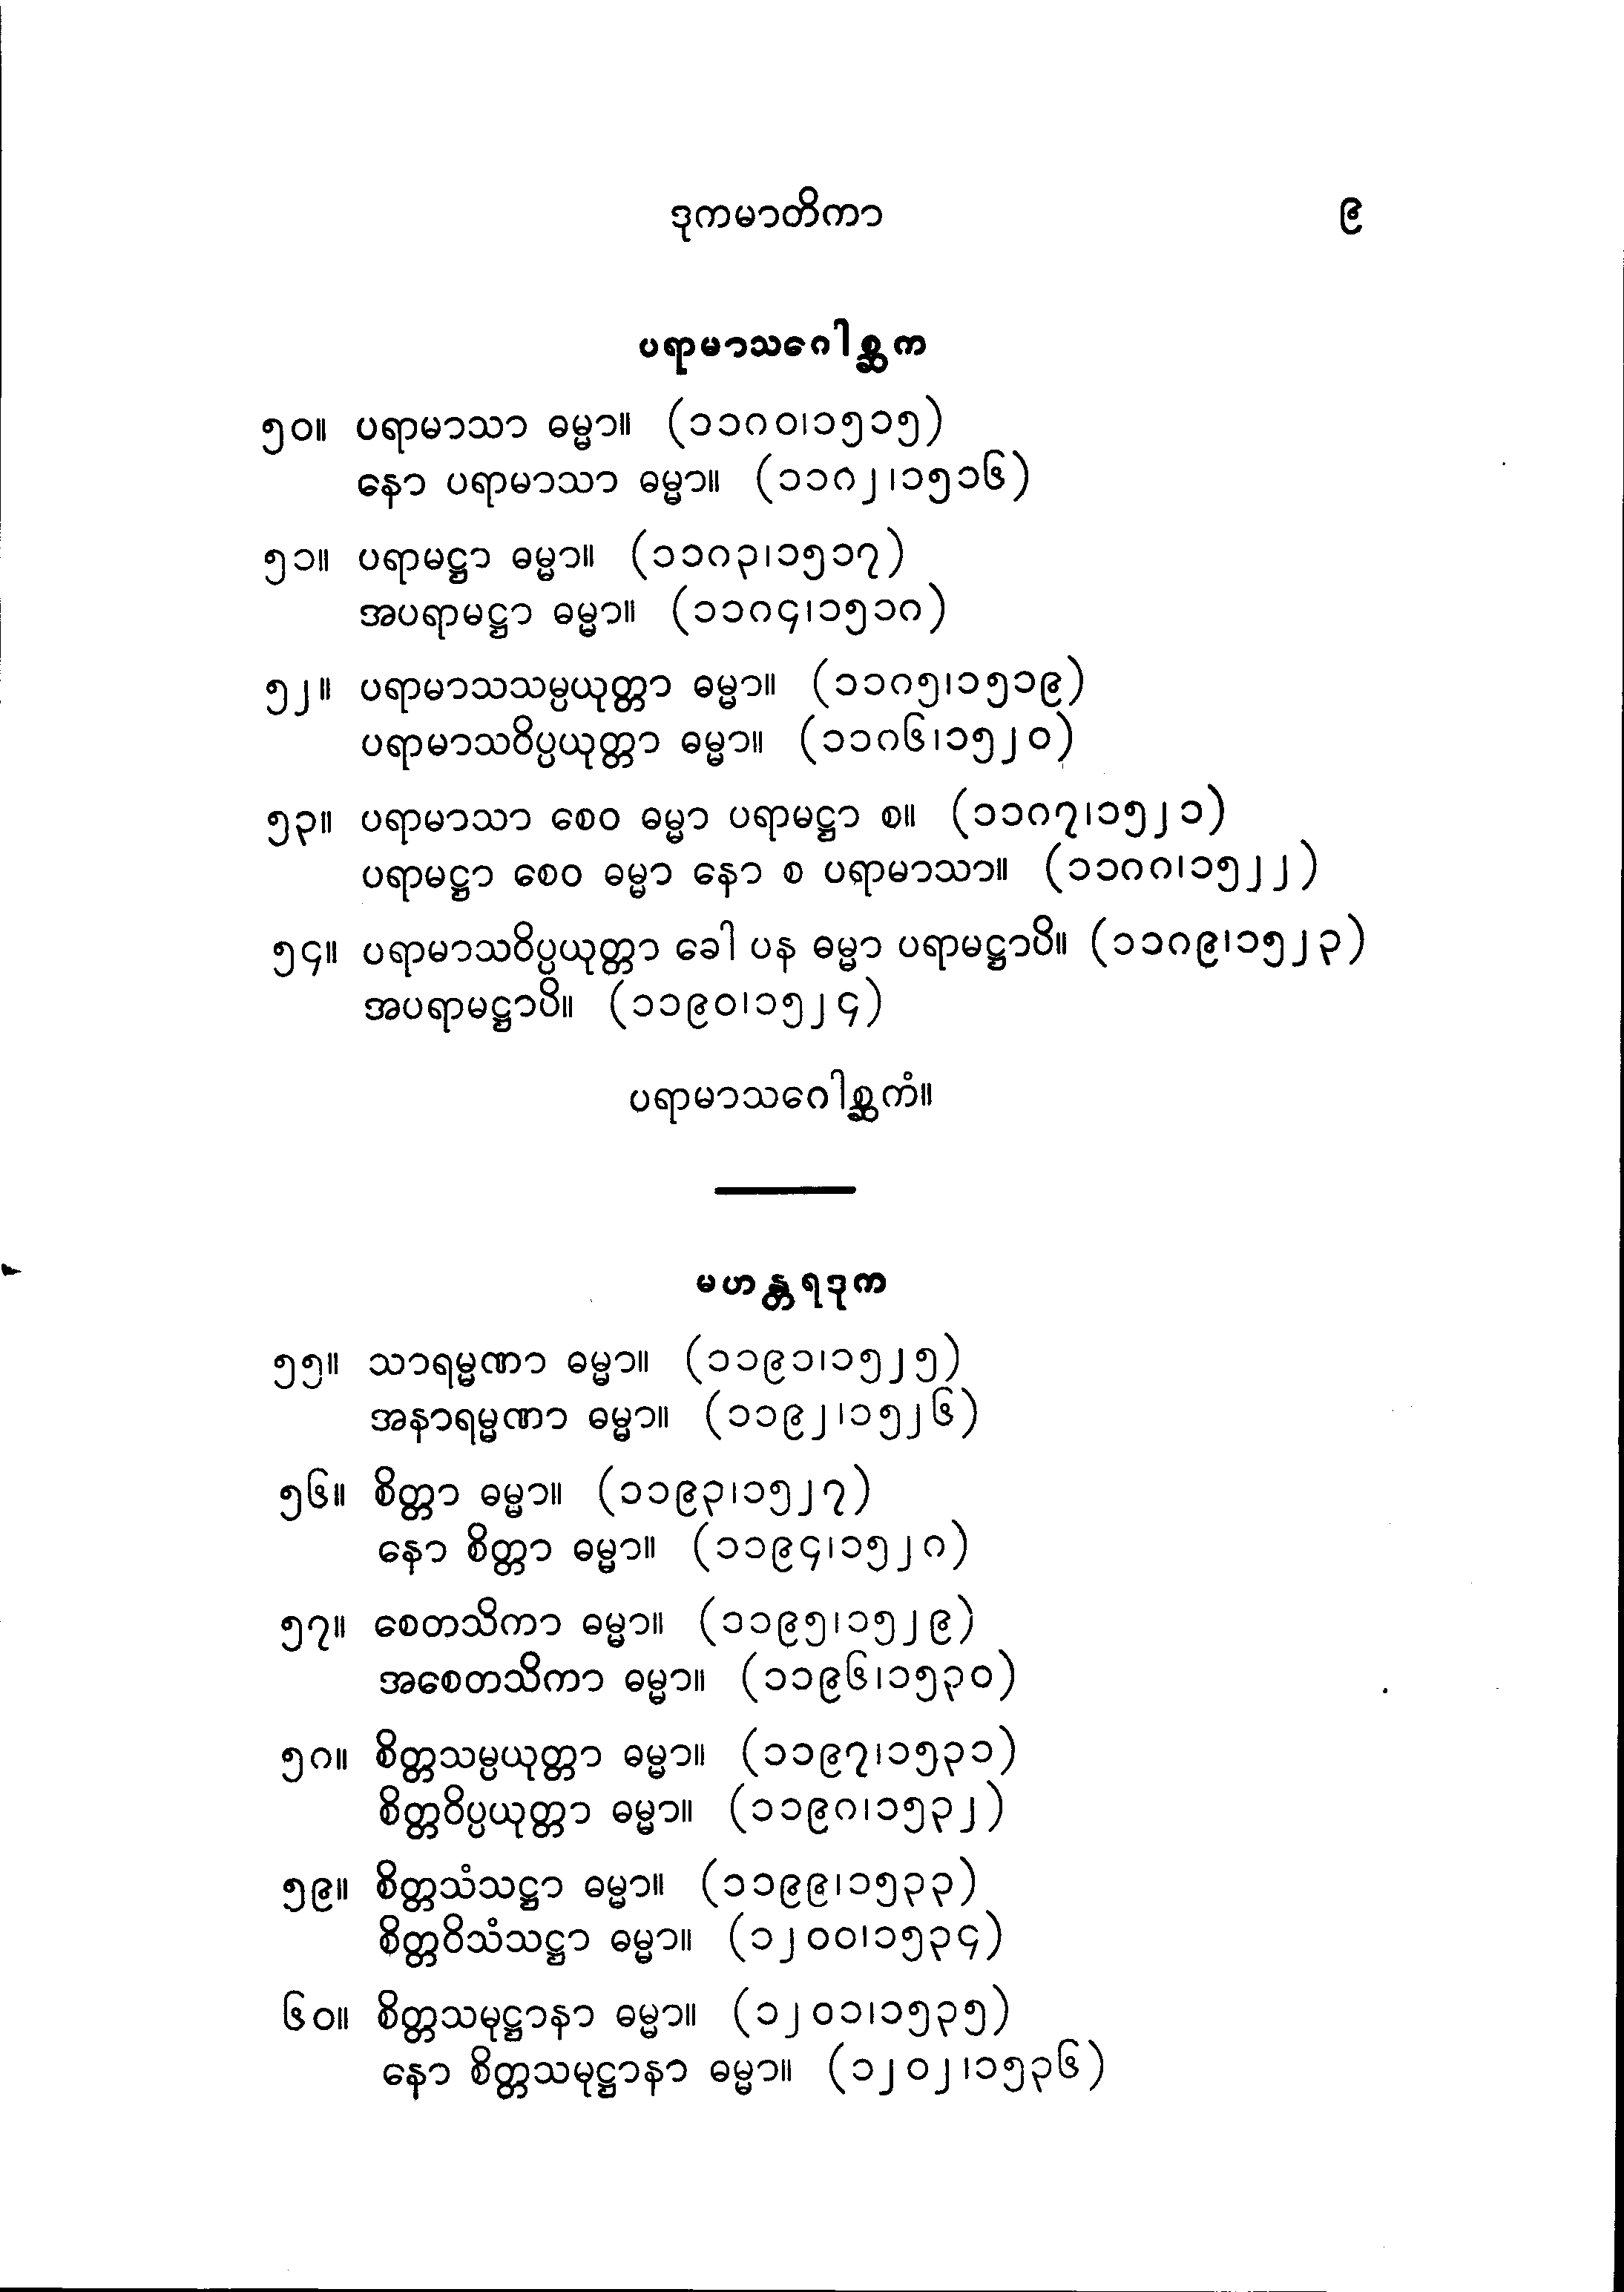 ဒုကမာတိကာ ၉
ပရာမာသဂေါစ္ဆက
၅၀။ ပရာမာသာ ဓမ္မာ။ (၁၁၈၀၊၁၅၁၅)
နော ပရာမာသာ ဓမ္မာ။ (၁၁၈၂၊၁၅၁၆)
၅၁။ ပရာမဋ္ဌာ ဓမ္မာ။ (၁၁၈၃၊၁၅၁၇)
အပရာမဋ္ဌာ ဓမ္မာ။ (၁၁၈၄၊၁၅၁၈)
၅၂။ ပရာမာသသမ္ပယုတ္တာ ဓမ္မာ။ (၁၁၈၅၊၁၅၁၉)
ပရာမာသဝိပ္ပယုတ္တာ ဓမ္မာ။ (၁၁၈၆၊၁၅၂၀)
၅၃။ ပရာမာသာ စေဝ ဓမ္မာ ပရာမဋ္ဌာ စ။ (၁၁၈၇၊၁၅၂၁)
ပရာမဋ္ဌာ စေဝ ဓမ္မာ နော စ ပရာမာသာ။ (၁၁၈၈၊၁၅၂၂)
၅၄။ ပရာမာသဝိပ္ပယုတ္တာ ခေါ ပန ဓမ္မာ ပရာမဋ္ဌာပိ။ (၁၁၈၉၊၁၅၂၃)
အပရာမဋ္ဌာပိ။ (၁၁၉၀၊၁၅၂၄)
ပရာမာသဂေါစ္ဆကံ။
မဟန္တရဒုက
၅၅။ သာရမ္မဏာ ဓမ္မာ။ (၁၁၉၁၊၁၅၂၅)
အနာရမ္မဏာ ဓမ္မာ။ (၁၁၉၂၊၁၅၂၆)
၅၆။ စိတ္တာ ဓမ္မာ။ (၁၁၉၃၊၁၅၂၇)
နော စိတ္တာ ဓမ္မာ။ (၁၁၉၄၊၁၅၂၈)
၅၇။ စေတသိကာ ဓမ္မာ။ (၁၁၉၅၊၁၅၂၉)
အစေတသိကာ ဓမ္မာ။ (၁၁၉၆၊၁၅၃၀)
၅၈။ စိတ္တသမ္ပယုတ္တာ ဓမ္မာ။ (၁၁၉၇၊၁၅၃၁)
စိတ္တဝိပ္ပယုတ္တာ ဓမ္မာ။ (၁၁၉၈၊၁၅၃၂)
၅၉။ စိတ္တသံသဋ္ဌာ ဓမ္မာ။ (၁၁၉၉၊၁၅၃၃)
စိတ္တဝိသံသဋ္ဌာ ဓမ္မာ။ (၁၂၀၀၊၁၅၃၄)
၆၀။ စိတ္တသမုဋ္ဌာနာ ဓမ္မာ။ (၁၂၀၁၊၁၅၃၅)
နော စိတ္တသမုဋ္ဌာနာ ဓမ္မာ။ (၁၂၀၂၊၁၅၃၆)